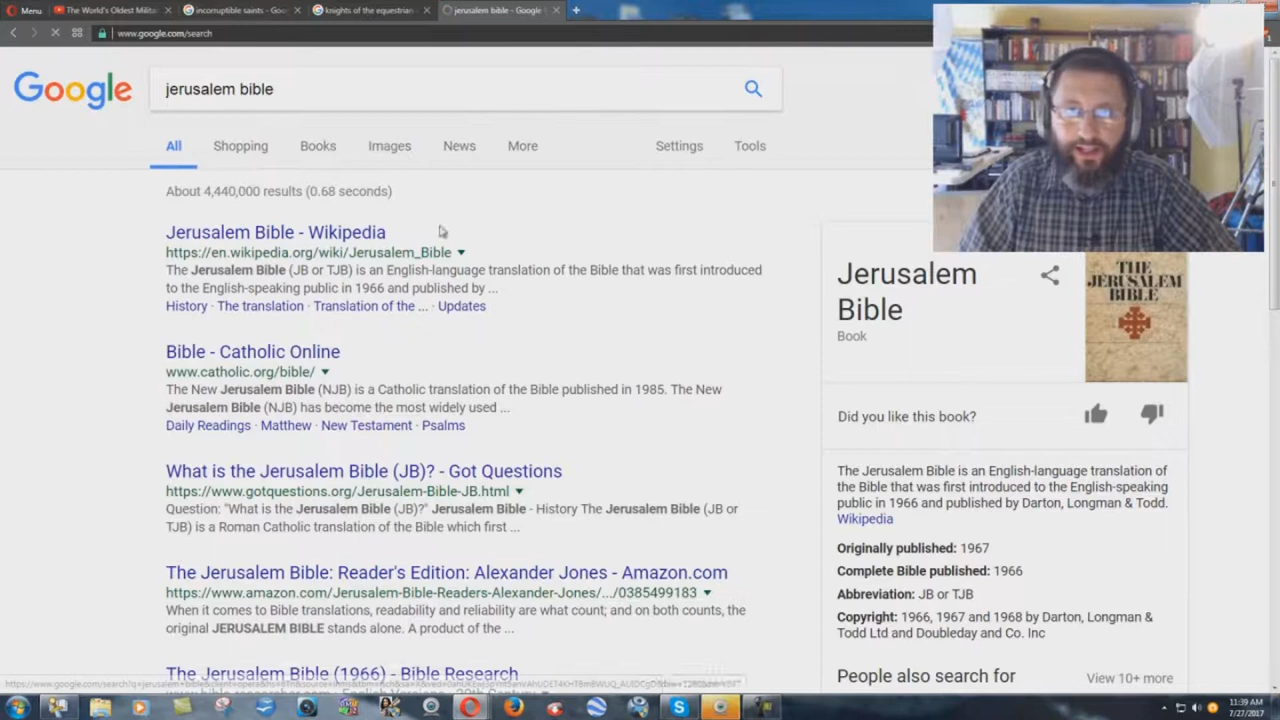 Menu
The World's Oldest Milita
incorruptible saints - Goo
knights of the equestrian
jerusalem bible - Google
www.google.com/search
Google
jerusalem bible
All
Shopping
Books
Images
News
More
Settings
Tools
About 4,440,000 results (0.68 seconds)
Jerusalem Bible - Wikipedia
https://en.wikipedia.org/wiki/Jerusalem_Bible
The Jerusalem Bible (JB or TJB) is an English-language translation of the Bible that was first introduced
to the English-speaking public in 1966 and published by ...
History · The translation · Translation of the ... · Updates
Bible - Catholic Online
www.catholic.org/bible/
The New Jerusalem Bible (NJB) is a Catholic translation of the Bible published in 1985. The New
Jerusalem Bible (NJB) has become the most widely used ...
Daily Readings · Matthew · New Testament · Psalms
What is the Jerusalem Bible (JB)? - Got Questions
https://www.gotquestions.org/Jerusalem-Bible-JB.html
Question: "What is the Jerusalem Bible (JB)?" Jerusalem Bible - History The Jerusalem Bible (JB or
TJB) is a Roman Catholic translation of the Bible which first ...
The Jerusalem Bible: Reader's Edition: Alexander Jones - Amazon.com
https://www.amazon.com/Jerusalem-Bible-Readers-Alexander-Jones/.../0385499183
When it comes to Bible translations, readability and reliability are what count; and on both counts, the
original JERUSALEM BIBLE stands alone. A product of the ...
The Jerusalem Bible (1966) - Bible Research
Jerusalem
Bible
Book
THE
JERUSALEM
BIBLE
Did you like this book?
The Jerusalem Bible is an English-language translation of
the Bible that was first introduced to the English-speaking
public in 1966 and published by Darton, Longman & Todd.
Wikipedia
Originally published: 1967
Complete Bible published: 1966
Abbreviation: JB or TJB
Copyright: 1966, 1967 and 1968 by Darton, Longman &
Todd Ltd and Doubleday and Co. Inc
People also search for
View 10+ more
11:39 AM
7/27/2017